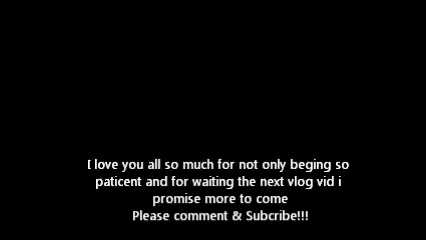 I love you all so much for not only beging so
paticent and for waiting the next vlog vid i
promise more to come
Please comment & Subcribe!!!